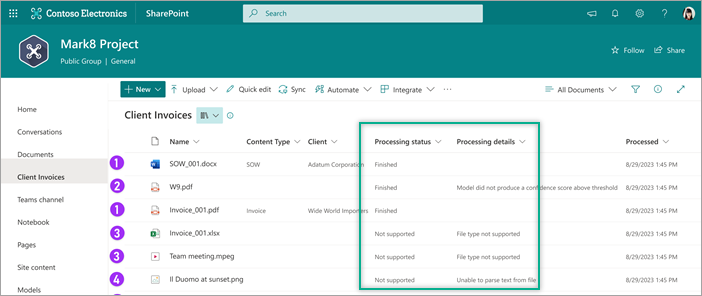 Contoso Electronics SharePoint Search
Mark8 Project
Public Group | General Follow Share
New Upload Quick edit Sync Automate Integrate ··· All Documents
Home
Conversations
Documents
Client Invoices
Teams channel
Notebook
Pages
Site content
Client Invoices
Name Content Type Client Processing status Processing details Processed
1 SOW_001.docx SOW Adatum Corporation Finished 8/29/2023 1:45 PM
2 W9.pdf Finished Model did not produce a confidence score above threshold 8/29/2023 1:45 PM
1 Invoice_001.pdf Invoice Wide World Importers Finished 8/29/2023 1:45 PM
3 Invoice_001.xlsx Not supported File type not supported 8/29/2023 1:45 PM
3 Team meeting.mpeg Not supported File type not supported 8/29/2023 1:45 PM
4 Il Duomo at sunset.png Not supported Unable to parse text from file 8/29/2023 1:45 PM